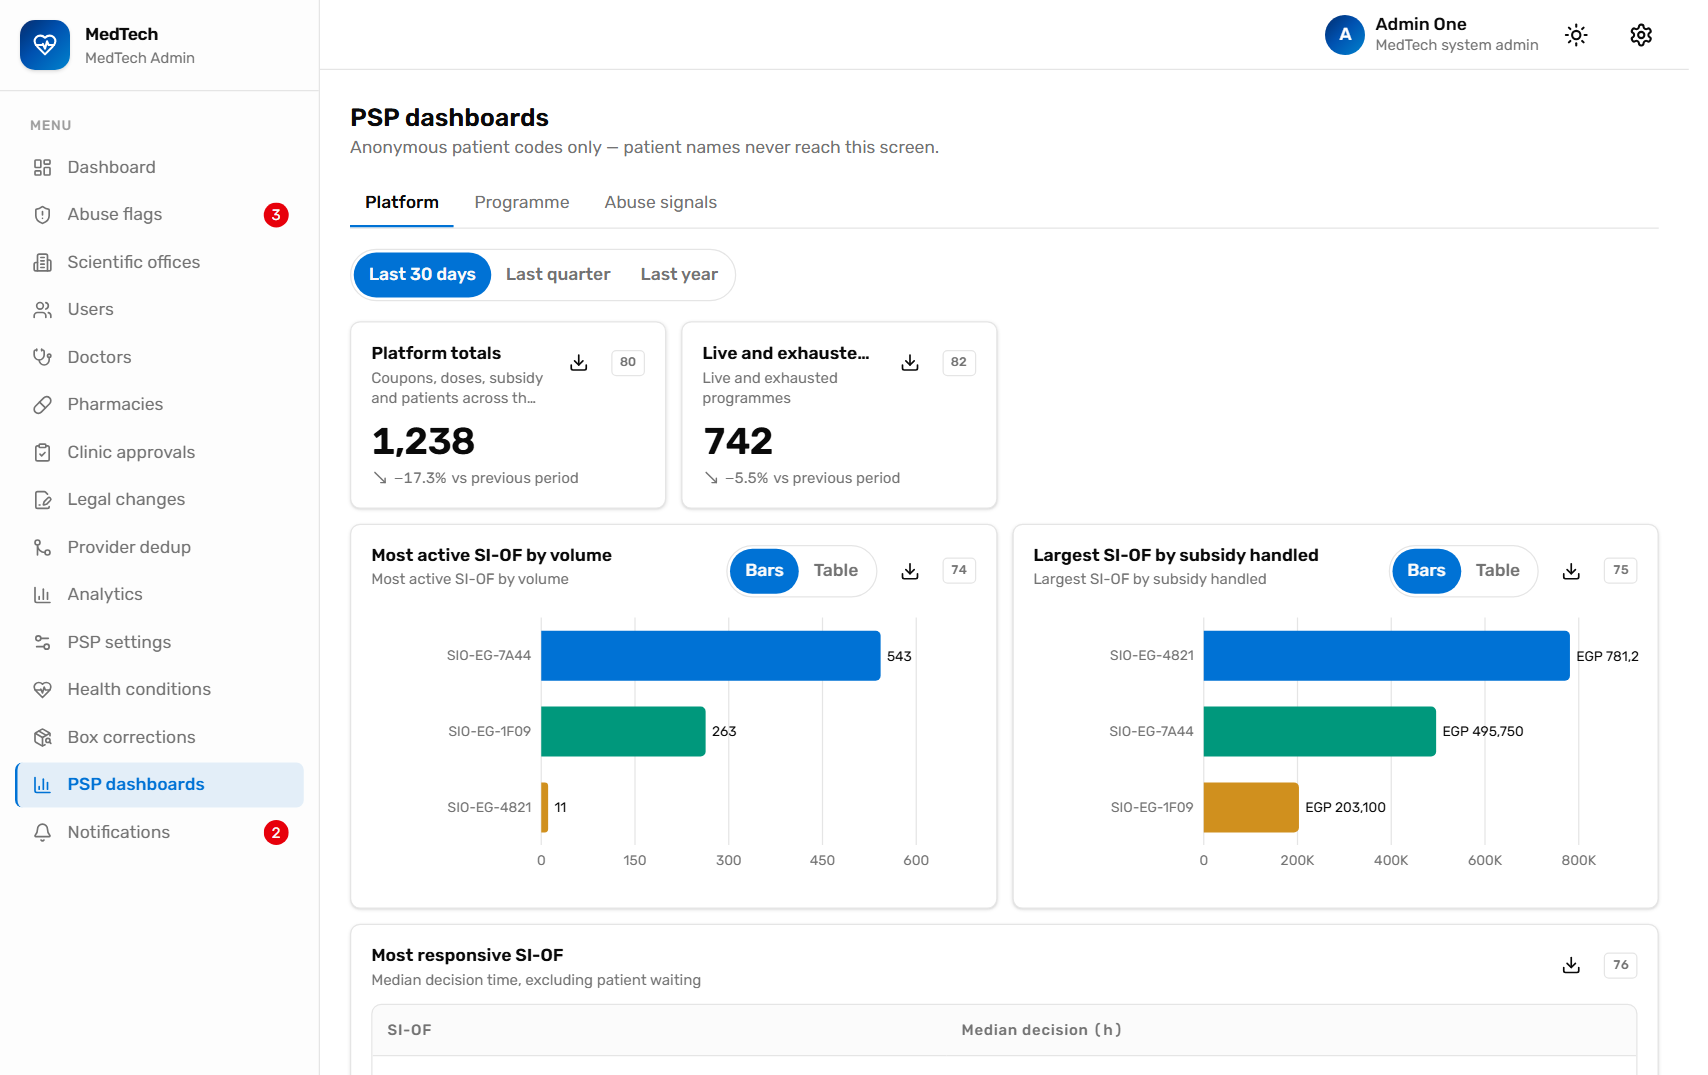 MedTech
MedTech Admin
A
Admin One
MedTech system admin
MENU
Dashboard
Abuse flags
3
Scientific offices
Users
Doctors
Pharmacies
Clinic approvals
Legal changes
Provider dedup
Analytics
PSP settings
Health conditions
Box corrections
PSP dashboards
Notifications
2
PSP dashboards
Anonymous patient codes only — patient names never reach this screen.
Platform
Programme
Abuse signals
Last 30 days
Last quarter
Last year
Platform totals
80
Coupons, doses, subsidy
and patients across th…
1,238
−17.3% vs previous period
Live and exhauste…
82
Live and exhausted
programmes
742
−5.5% vs previous period
Most active SI-OF by volume
Most active SI-OF by volume
Bars
Table
74
SIO-EG-7A44
543
SIO-EG-1F09
263
SIO-EG-4821
11
0
150
300
450
600
Largest SI-OF by subsidy handled
Largest SI-OF by subsidy handled
Bars
Table
75
SIO-EG-4821
EGP 781,2
SIO-EG-7A44
EGP 495,750
SIO-EG-1F09
EGP 203,100
0
200K
400K
600K
800K
Most responsive SI-OF
Median decision time, excluding patient waiting
76
SI-OF
Median decision (h)